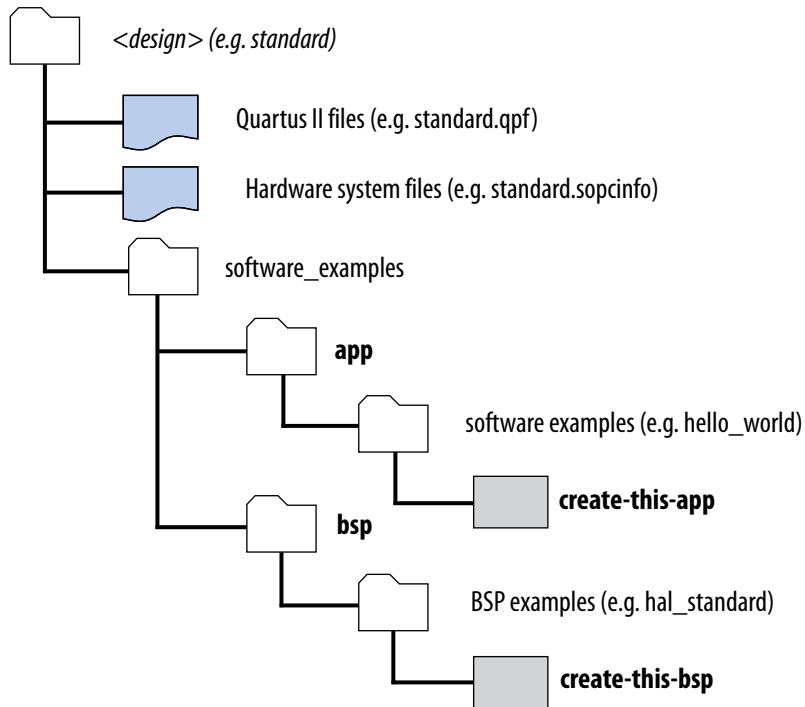 <design> (e.g. standard)
Quartus II files (e.g. standard.qpf)
Hardware system files (e.g. standard.sopcinfo)
software_examples
app
software examples (e.g. hello_world)
create-this-app
bsp
BSP examples (e.g. hal_standard)
create-this-bsp